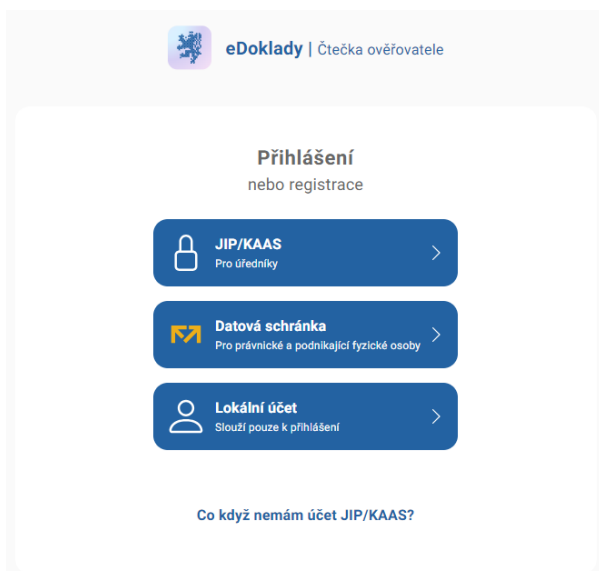 eDoklady | Čtečka ověřovatele
Přihlášení
nebo registrace
JIP/KAAS
Pro úředníky
Datová schránka
Pro právnické a podnikající fyzické osoby
Lokální účet
Slouží pouze k přihlášení
Co když nemám účet JIP/KAAS?